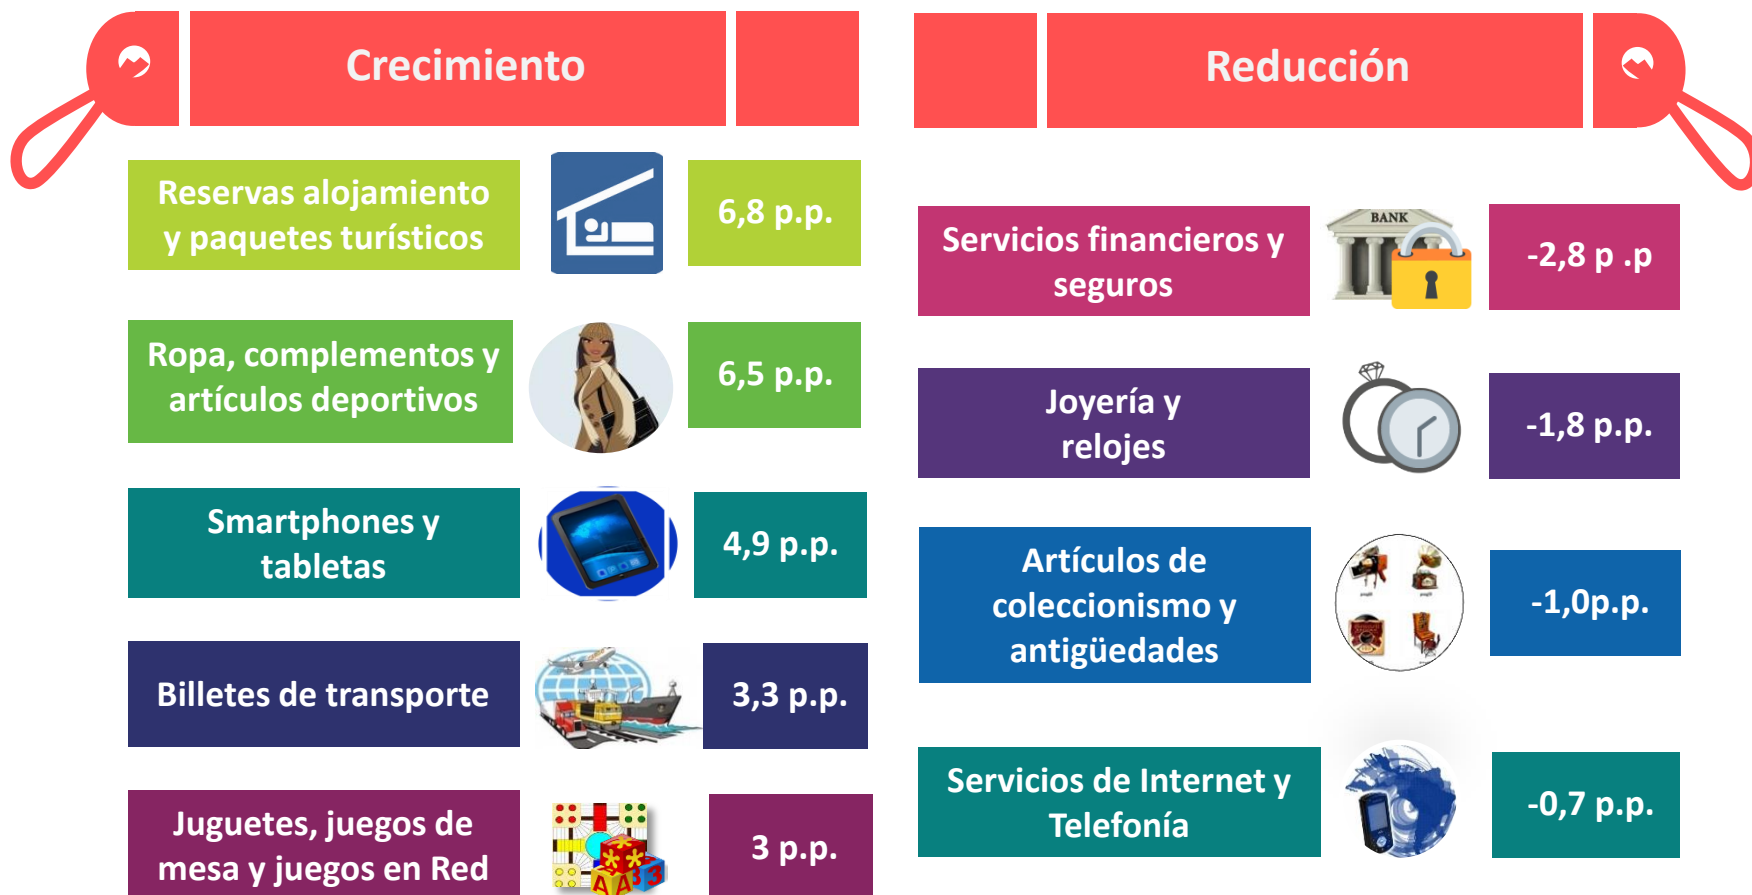 Crecimiento
Reservas alojamiento
y paquetes turísticos
6,8 p.p.
Ropa, complementos y
artículos deportivos
6,5 p.p.
Smartphones y
tabletas
4,9 p.p.
Billetes de transporte
3,3 p.p.
Juguetes, juegos de
mesa y juegos en Red
3 p.p.
Reducción
Servicios financieros y
seguros
BANK
-2,8 p .p
Joyería y
relojes
-1,8 p.p.
Artículos de
coleccionismo y
antigüedades
-1,0p.p.
Servicios de Internet y
Telefonía
-0,7 p.p.